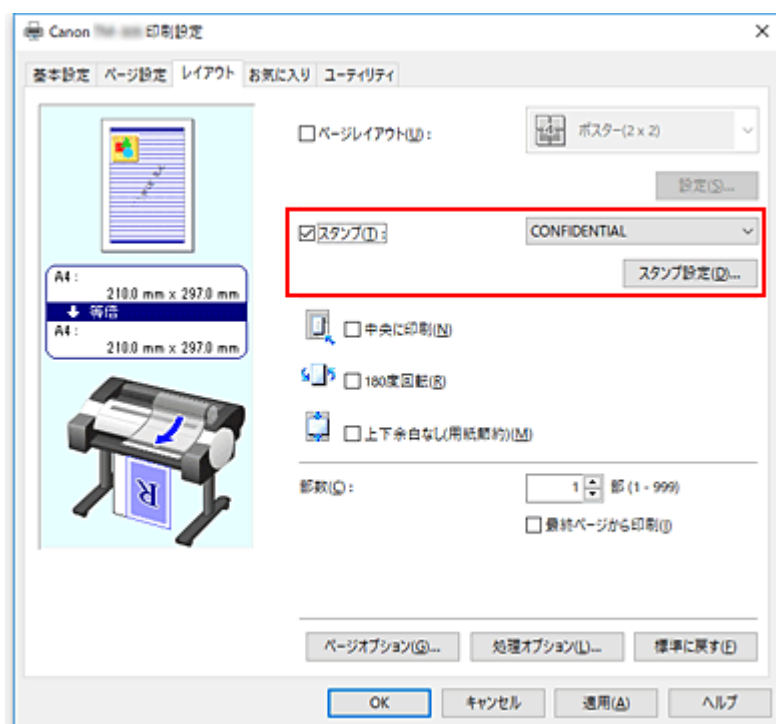 Canon 印刷設定
基本設定 ページ設定 レイアウト お気に入り ユーティリティ
ページレイアウト(U):
ポスター(2 x 2)
設定(S)...
スタンプ(T):
CONFIDENTIAL
スタンプ設定(D)...
A4:
210.0 mm x 297.0 mm
等倍
A4:
210.0 mm x 297.0 mm
中央に印刷(N)
180度回転(R)
上下余白なし(用紙節約)(M)
部数(C):
1 部 (1 - 999)
最終ページから印刷(I)
ページオプション(G)... 処理オプション(L)... 標準に戻す(F)
OK キャンセル 適用(A) ヘルプ